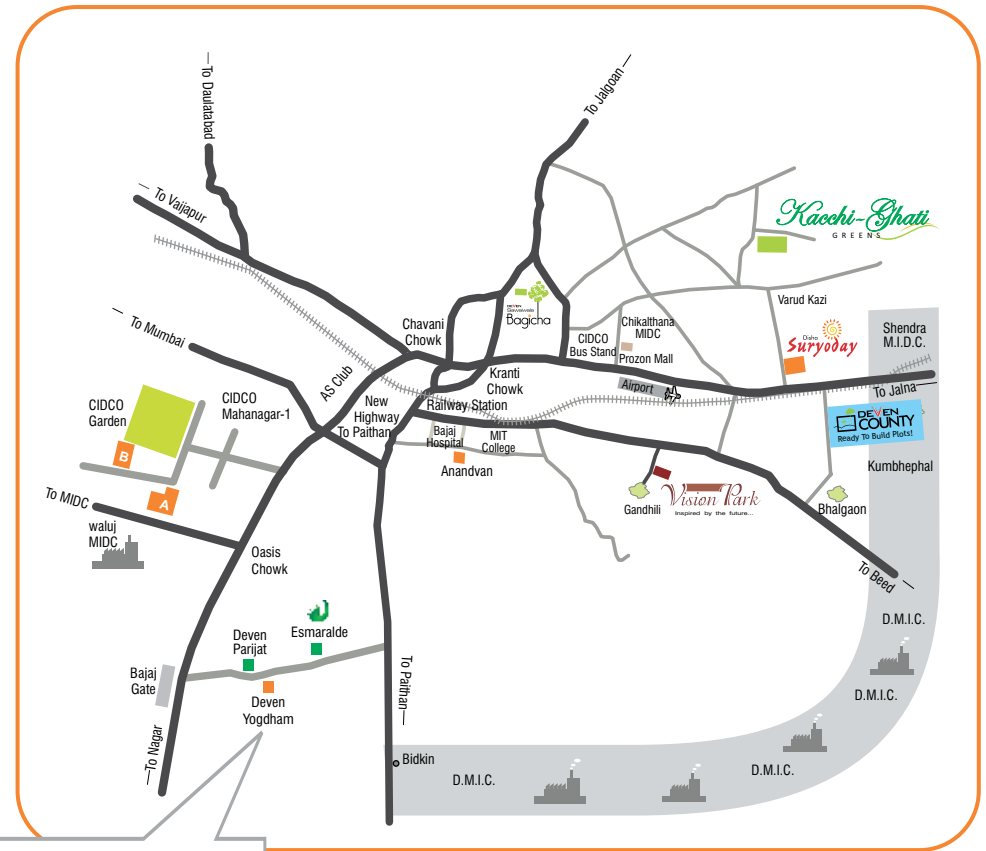 To Daulatabad
To Jalgoan
To Vaijapur
Kacchi-Ghati
GREENS
To Mumbai
Bagicha
Chavani
Chowk
CIDCO
Bus Stand
Chikalthana
MIDC
Prozon Mall
Varud Kazi
Disha
Suryoday
Shendra
M.I.D.C.
AS Club
Kranti
Chowk
Airport
To Jalna
CIDCO
Garden
CIDCO
Mahanagar-1
New
Highway
To Paithan
Railway Station
Bajaj
Hospital
MIT
College
Anandvan
DEVEN
COUNTY
Ready To Build Plots!
Kumbhephal
B
A
To MIDC
waluj
MIDC
Gandhili
Vision Park
Inspired by the future...
Bhalgaon
Oasis
Chowk
To Beed
D.M.I.C.
Deven
Parijat
Esmaralde
Bajaj
Gate
Deven
Yogdham
To Paithan
D.M.I.C.
To Nagar
Bidkin
D.M.I.C.
D.M.I.C.